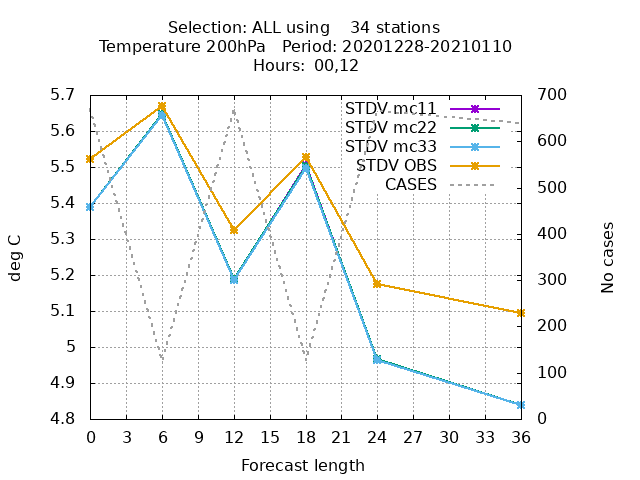 Selection: ALL using    34 stations
Temperature 200hPa   Period: 20201228-20210110
Hours:  00,12
5.7
5.6
5.5
5.4
5.3
5.2
5.1
5
4.9
4.8
700
600
500
400
300
200
100
0
deg C
No cases
STDV mc11
STDV mc22
STDV mc33
STDV OBS
CASES
0 3 6 9 12 15 18 21 24 27 30 33 36
Forecast length